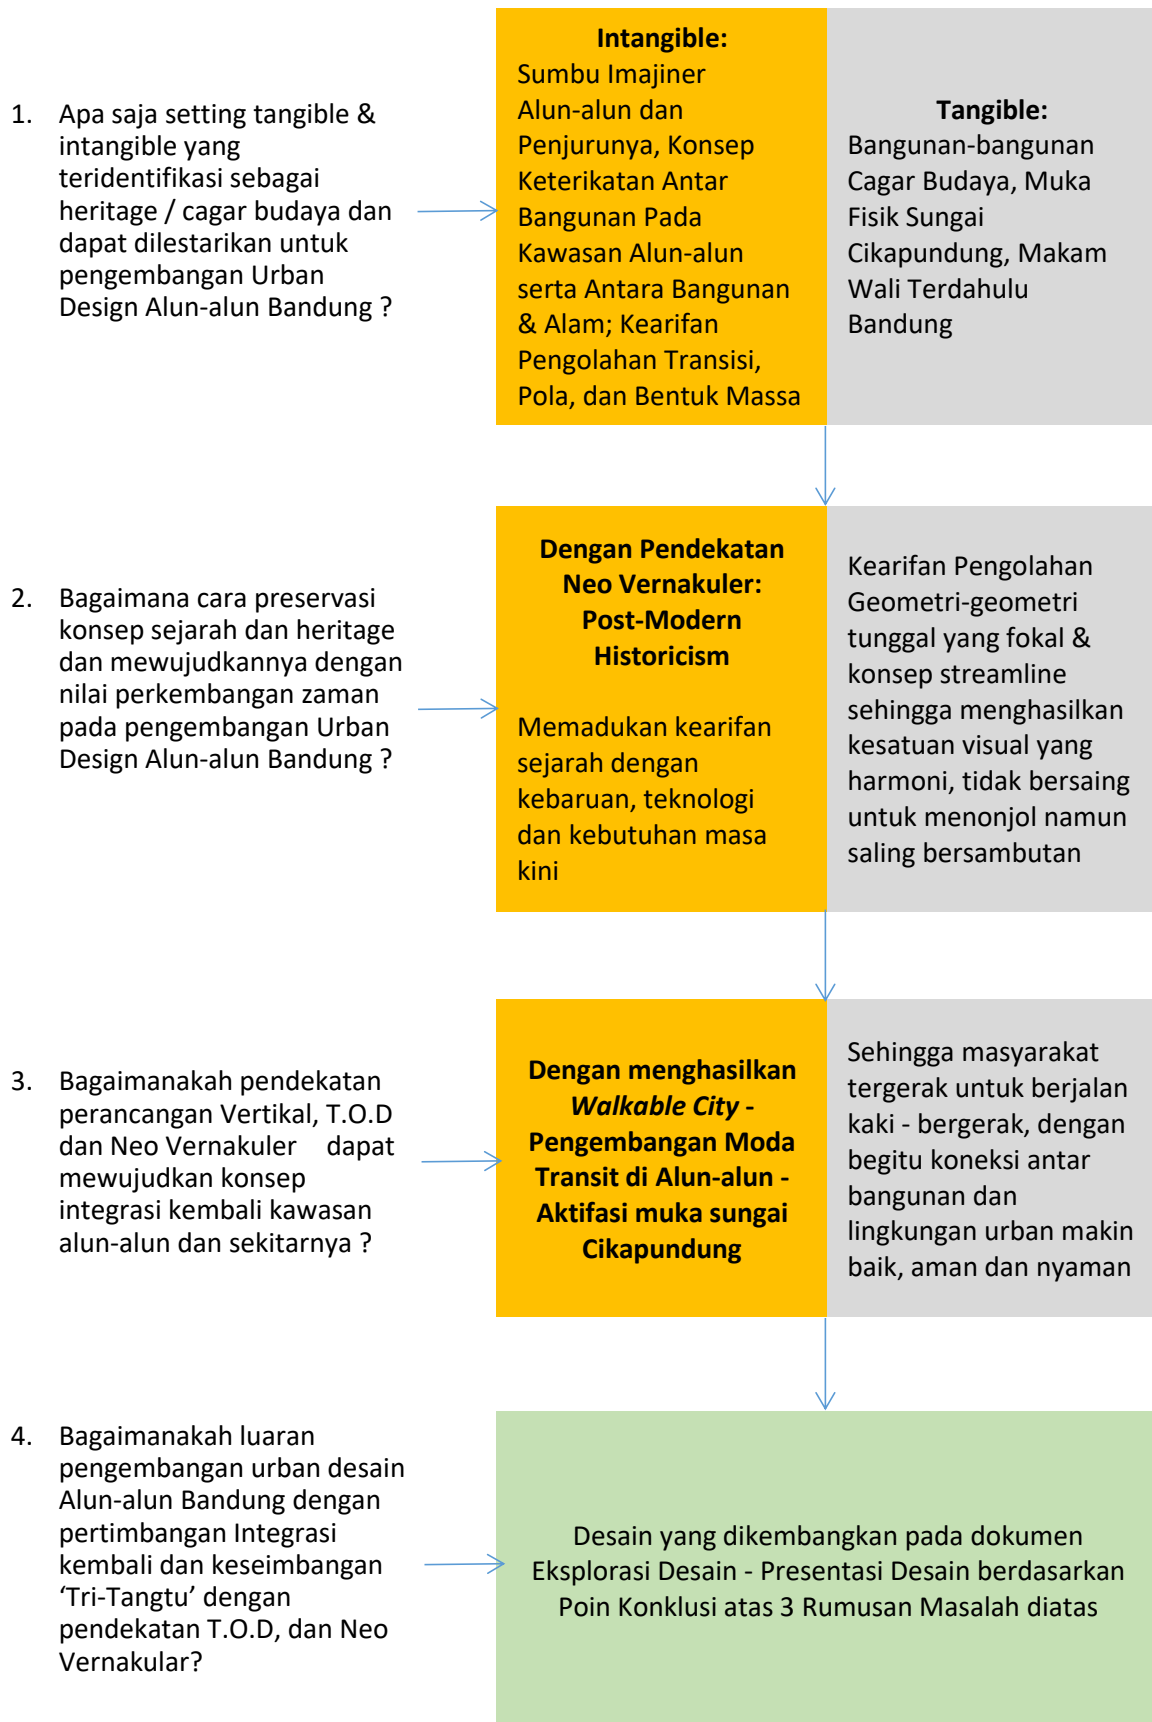 1. Apa saja setting tangible &
intangible yang
teridentifikasi sebagai
heritage / cagar budaya dan
dapat dilestarikan untuk
pengembangan Urban
Design Alun-alun Bandung ?
Intangible:
Sumbu Imajiner
Alun-alun dan
Penjurunya, Konsep
Keterikatan Antar
Bangunan Pada
Kawasan Alun-alun
serta Antara Bangunan
& Alam; Kearifan
Pengolahan Transisi,
Pola, dan Bentuk Massa
Tangible:
Bangunan-bangunan
Cagar Budaya, Muka
Fisik Sungai
Cikapundung, Makam
Wali Terdahulu
Bandung
2. Bagaimana cara preservasi
konsep sejarah dan heritage
dan mewujudkannya dengan
nilai perkembangan zaman
pada pengembangan Urban
Design Alun-alun Bandung ?
Dengan Pendekatan
Neo Vernakuler:
Post-Modern
Historicism
Memadukan kearifan
sejarah dengan
kebaruan, teknologi
dan kebutuhan masa
kini
Kearifan Pengolahan
Geometri-geometri
tunggal yang fokal &
konsep streamline
sehingga menghasilkan
kesatuan visual yang
harmoni, tidak bersaing
untuk menonjol namun
saling bersambutan
3. Bagaimanakah pendekatan
perancangan Vertikal, T.O.D
dan Neo Vernakuler dapat
mewujudkan konsep
integrasi kembali kawasan
alun-alun dan sekitarnya ?
Dengan menghasilkan
Walkable City -
Pengembangan Moda
Transit di Alun-alun -
Aktifasi muka sungai
Cikapundung
Sehingga masyarakat
tergerak untuk berjalan
kaki - bergerak, dengan
begitu koneksi antar
bangunan dan
lingkungan urban makin
baik, aman dan nyaman
4. Bagaimanakah luaran
pengembangan urban desain
Alun-alun Bandung dengan
pertimbangan Integrasi
kembali dan keseimbangan
‘Tri-Tangtu’ dengan
pendekatan T.O.D, dan Neo
Vernakular?
Desain yang dikembangkan pada dokumen
Eksplorasi Desain - Presentasi Desain berdasarkan
Poin Konklusi atas 3 Rumusan Masalah diatas